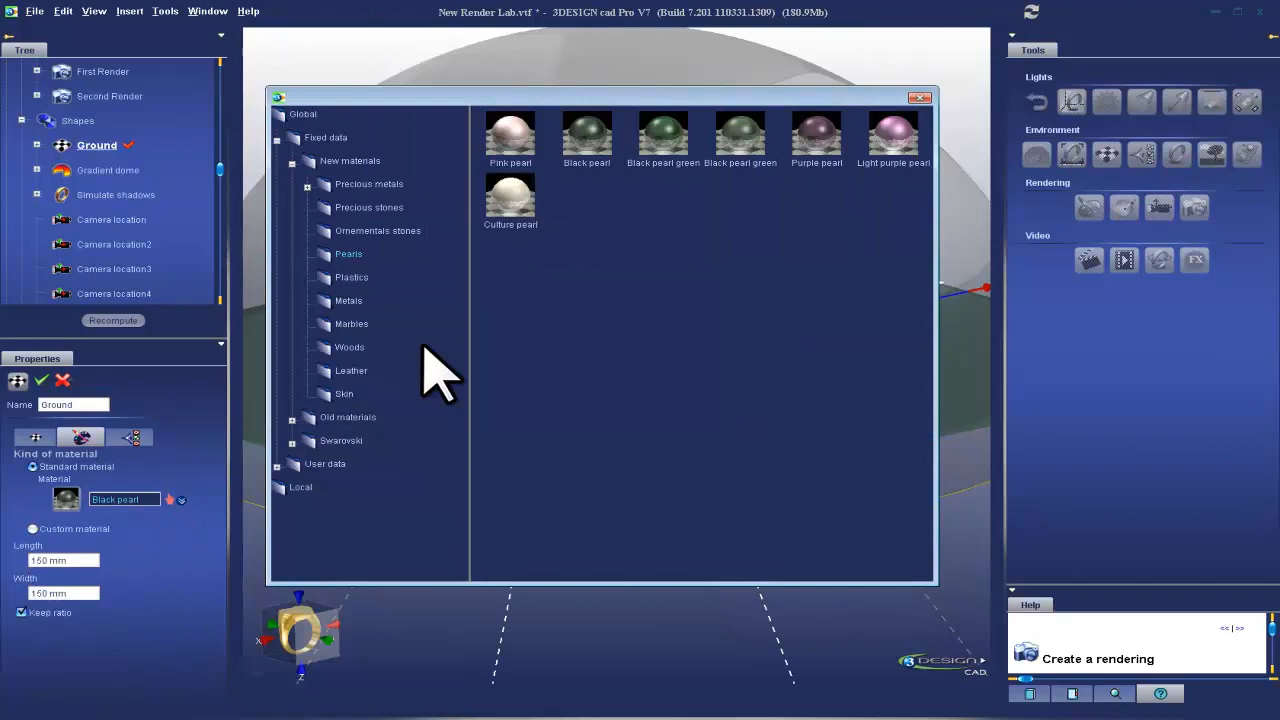 File Edit View Insert Tools Window Help
New Render Lab.vtf * - 3DESIGN cad Pro V7 (Build 7.201 110331.1309) (180.9Mb)
Tree
First Render
Second Render
Shapes
Ground
Gradient dome
Simulate shadows
Camera location
Camera location2
Camera location3
Camera location4
Recompute
Properties
Name Ground
Kind of material
Standard material
Material
Black pearl
Custom material
Length
150 mm
Width
150 mm
Keep ratio
Global
Fixed data
New materials
Precious metals
Precious stones
Ornementals stones
Pearls
Plastics
Metals
Marbles
Woods
Leather
Skin
Old materials
Swarovski
User data
Local
Pink pearl Black pearl Black pearl green Black pearl green Purple pearl Light purple pearl
Culture pearl
X
Z
3DESIGN
CAD
Tools
Lights
Environment
Rendering
Video
FX
Help
<< | >>
Create a rendering